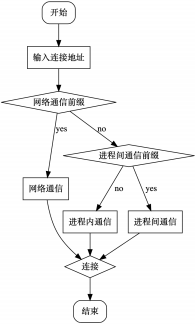 开始
输入连接地址
网络通信前缀
yes
no
进程间通信前缀
no
yes
网络通信
进程内通信
进程间通信
连接
结束